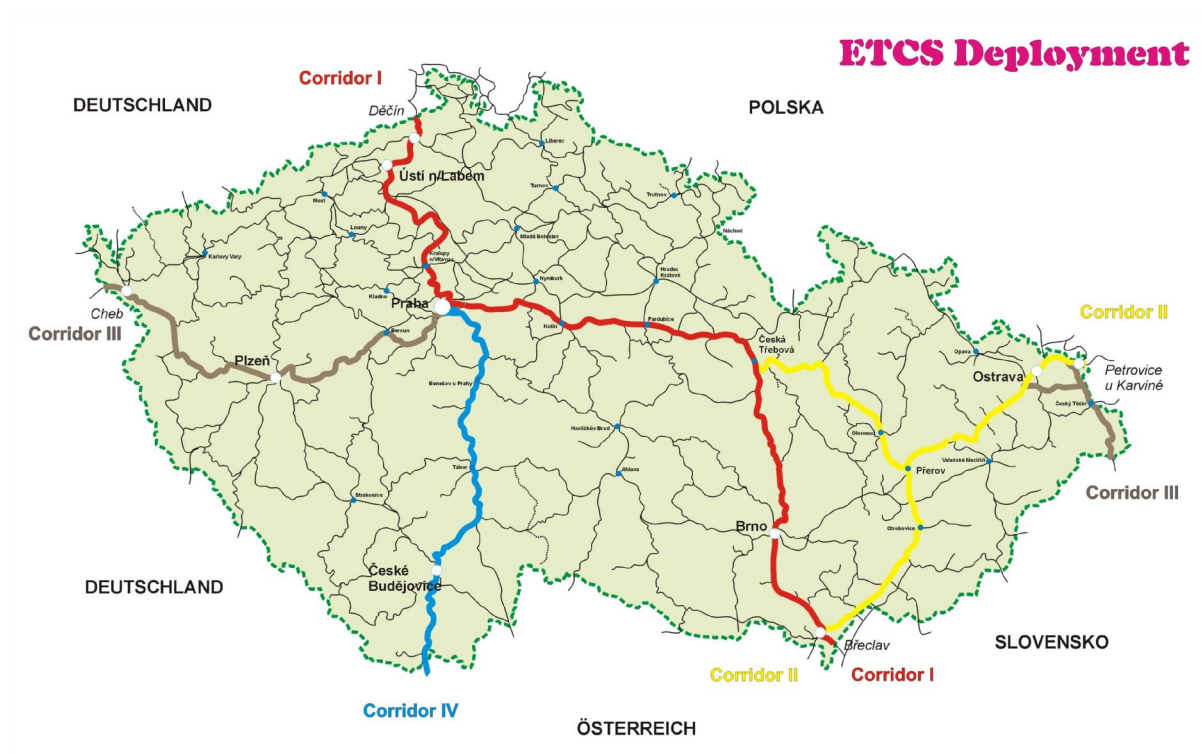 ETCS Deployment
Corridor I
DEUTSCHLAND
Děčín
POLSKA
Liberec
Ústí n/Labem
Turnov
Trutnov
Most
Louny
Mladá Boleslav
Náchod
Karlovy Vary
Kralupy
n/Vltavou
Hradec
Králové
Nymburk
Kladno
Praha
Cheb
Corridor III
Kolín
Pardubice
Corridor II
Beroun
Česká
Třebová
Opava
Plzeň
Ostrava
Petrovice
u Karviné
Benešov u Prahy
Český Těšín
Havlíčkův Brod
Olomouc
Tábor
Jihlava
Přerov
Valašské Meziříčí
Corridor III
Strakonice
Brno
Otrokovice
České
Budějovice
DEUTSCHLAND
SLOVENSKO
Břeclav
Corridor II
Corridor I
Corridor IV
ÖSTERREICH